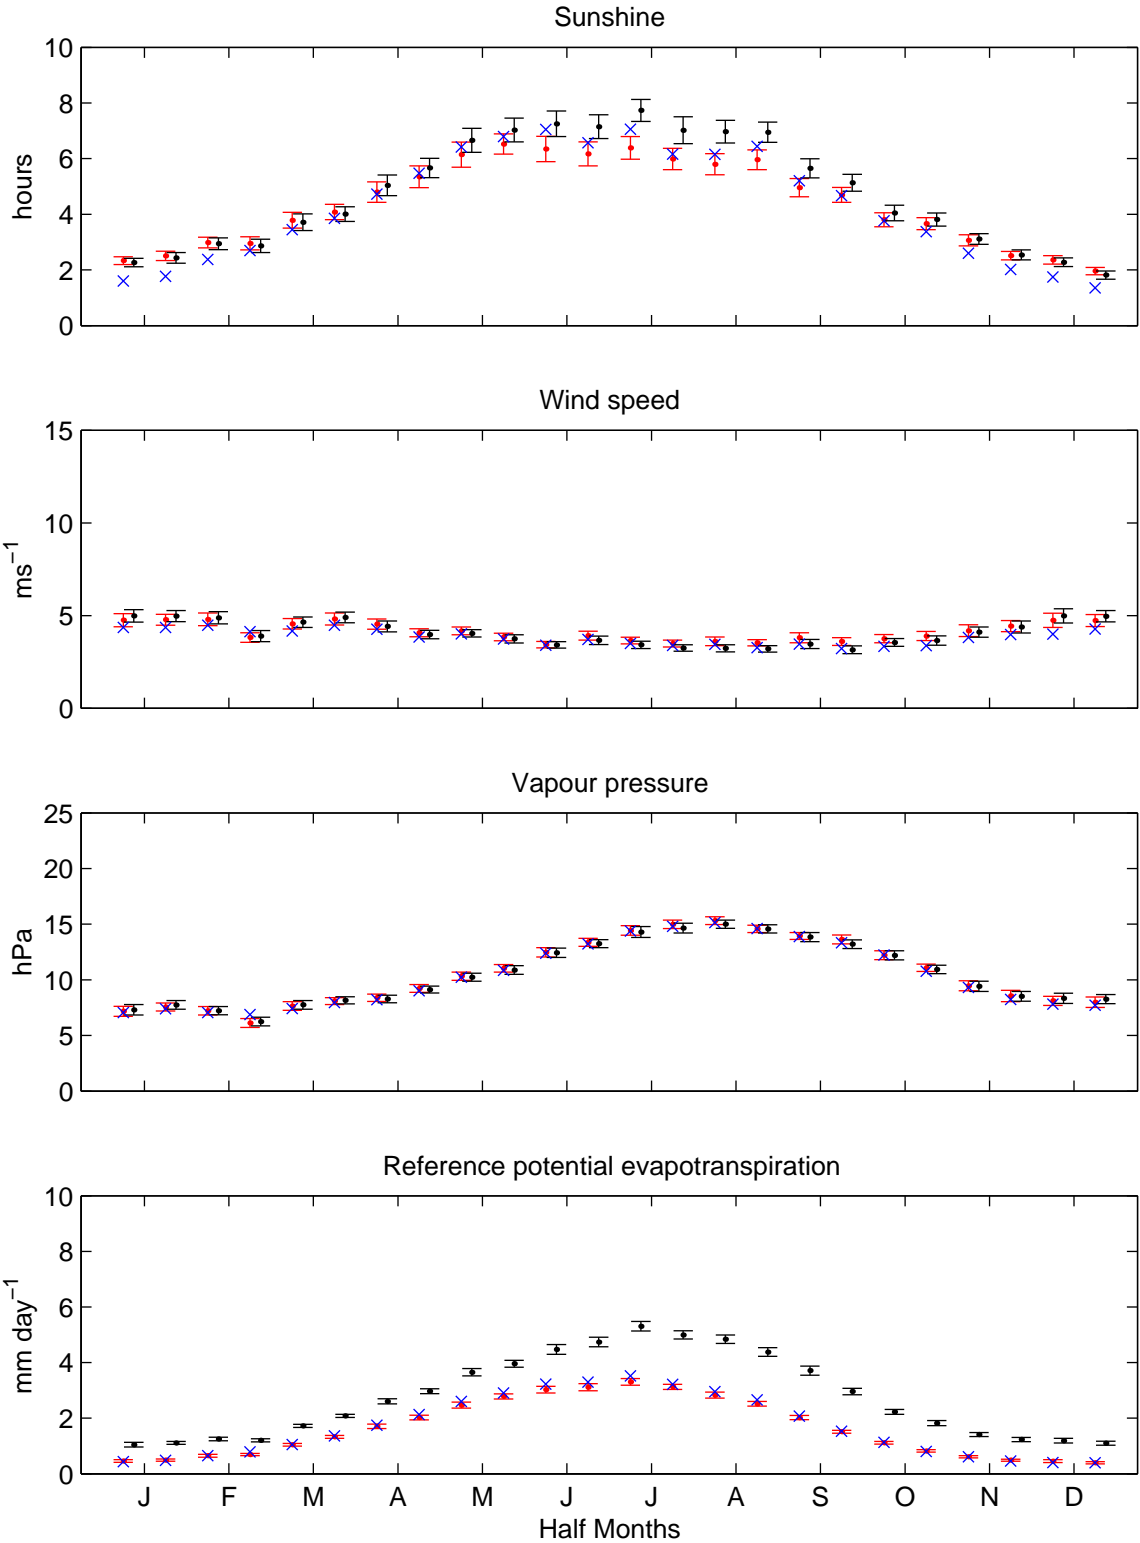 Sunshine
10
8
6
4
2
0
hours
Wind speed
15
10
5
0
ms⁻¹
Vapour pressure
25
20
15
10
5
0
hPa
Reference potential evapotranspiration
10
8
6
4
2
0
mm day⁻¹
J F M A M J J A S O N D
Half Months